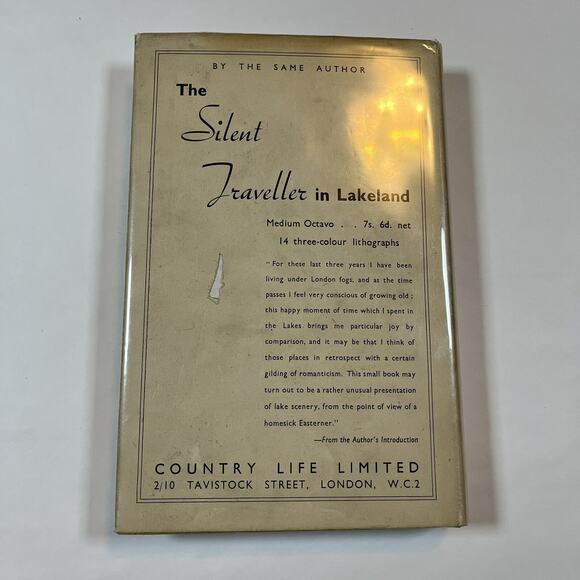 BY THE SAME AUTHOR
The
Silent
Traveller in Lakeland
Medium Octavo . . 7s. 6d. net
14 three-colour lithographs
"For these last three years I have been
living under London fogs, and as the time
passes I feel very conscious of growing old ;
this happy moment of time which I spent in
the Lakes brings me particular joy by
comparison, and it may be that I think of
those places in retrospect with a certain
gilding of romanticism. This small book may
turn out to be a rather unusual presentation
of lake scenery, from the point of view of a
homesick Easterner."
—From the Author's Introduction
COUNTRY LIFE LIMITED
2/10 TAVISTOCK STREET, LONDON, W.C.2